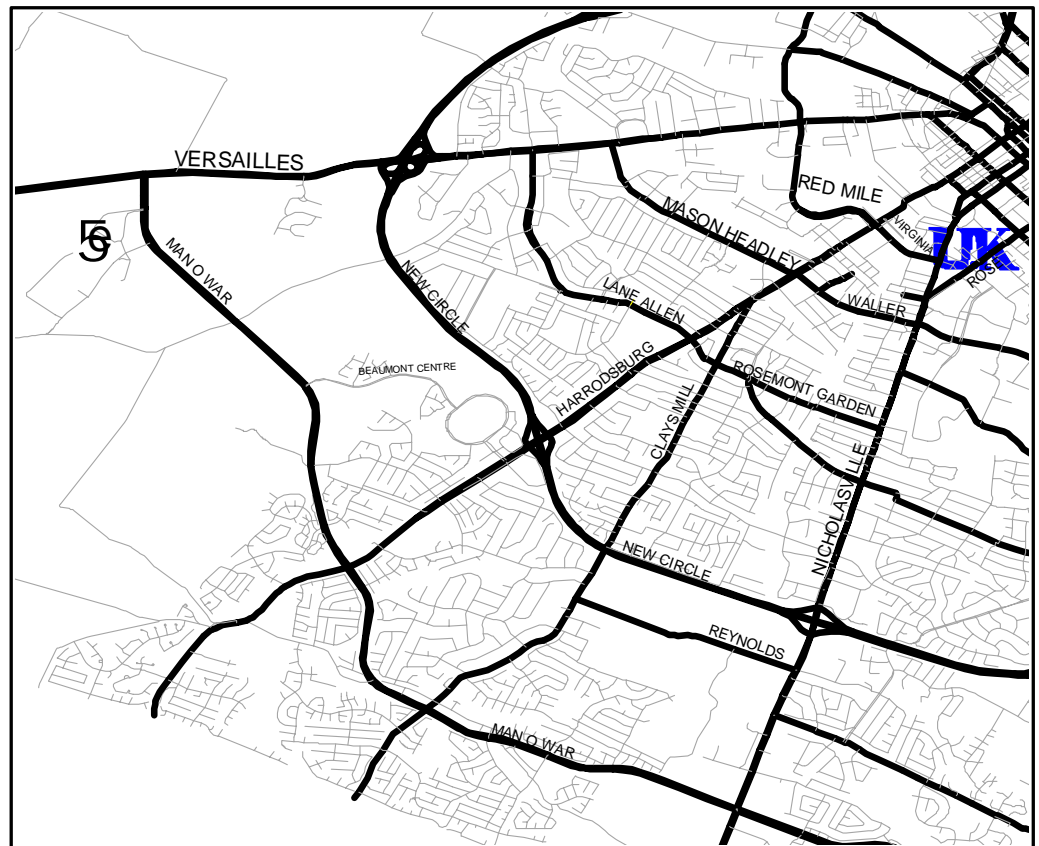 VERSAILLES
RED MILE
MASON HEADLEY
VIRGINIA
UK
ROSE
MAN O WAR
NEW CIRCLE
LANE ALLEN
WALLER
BEAUMONT CENTRE
HARRODSBURG
ROSEMONT GARDEN
CLAYS MILL
NICHOLASVILLE
NEW CIRCLE
REYNOLDS
MAN O WAR